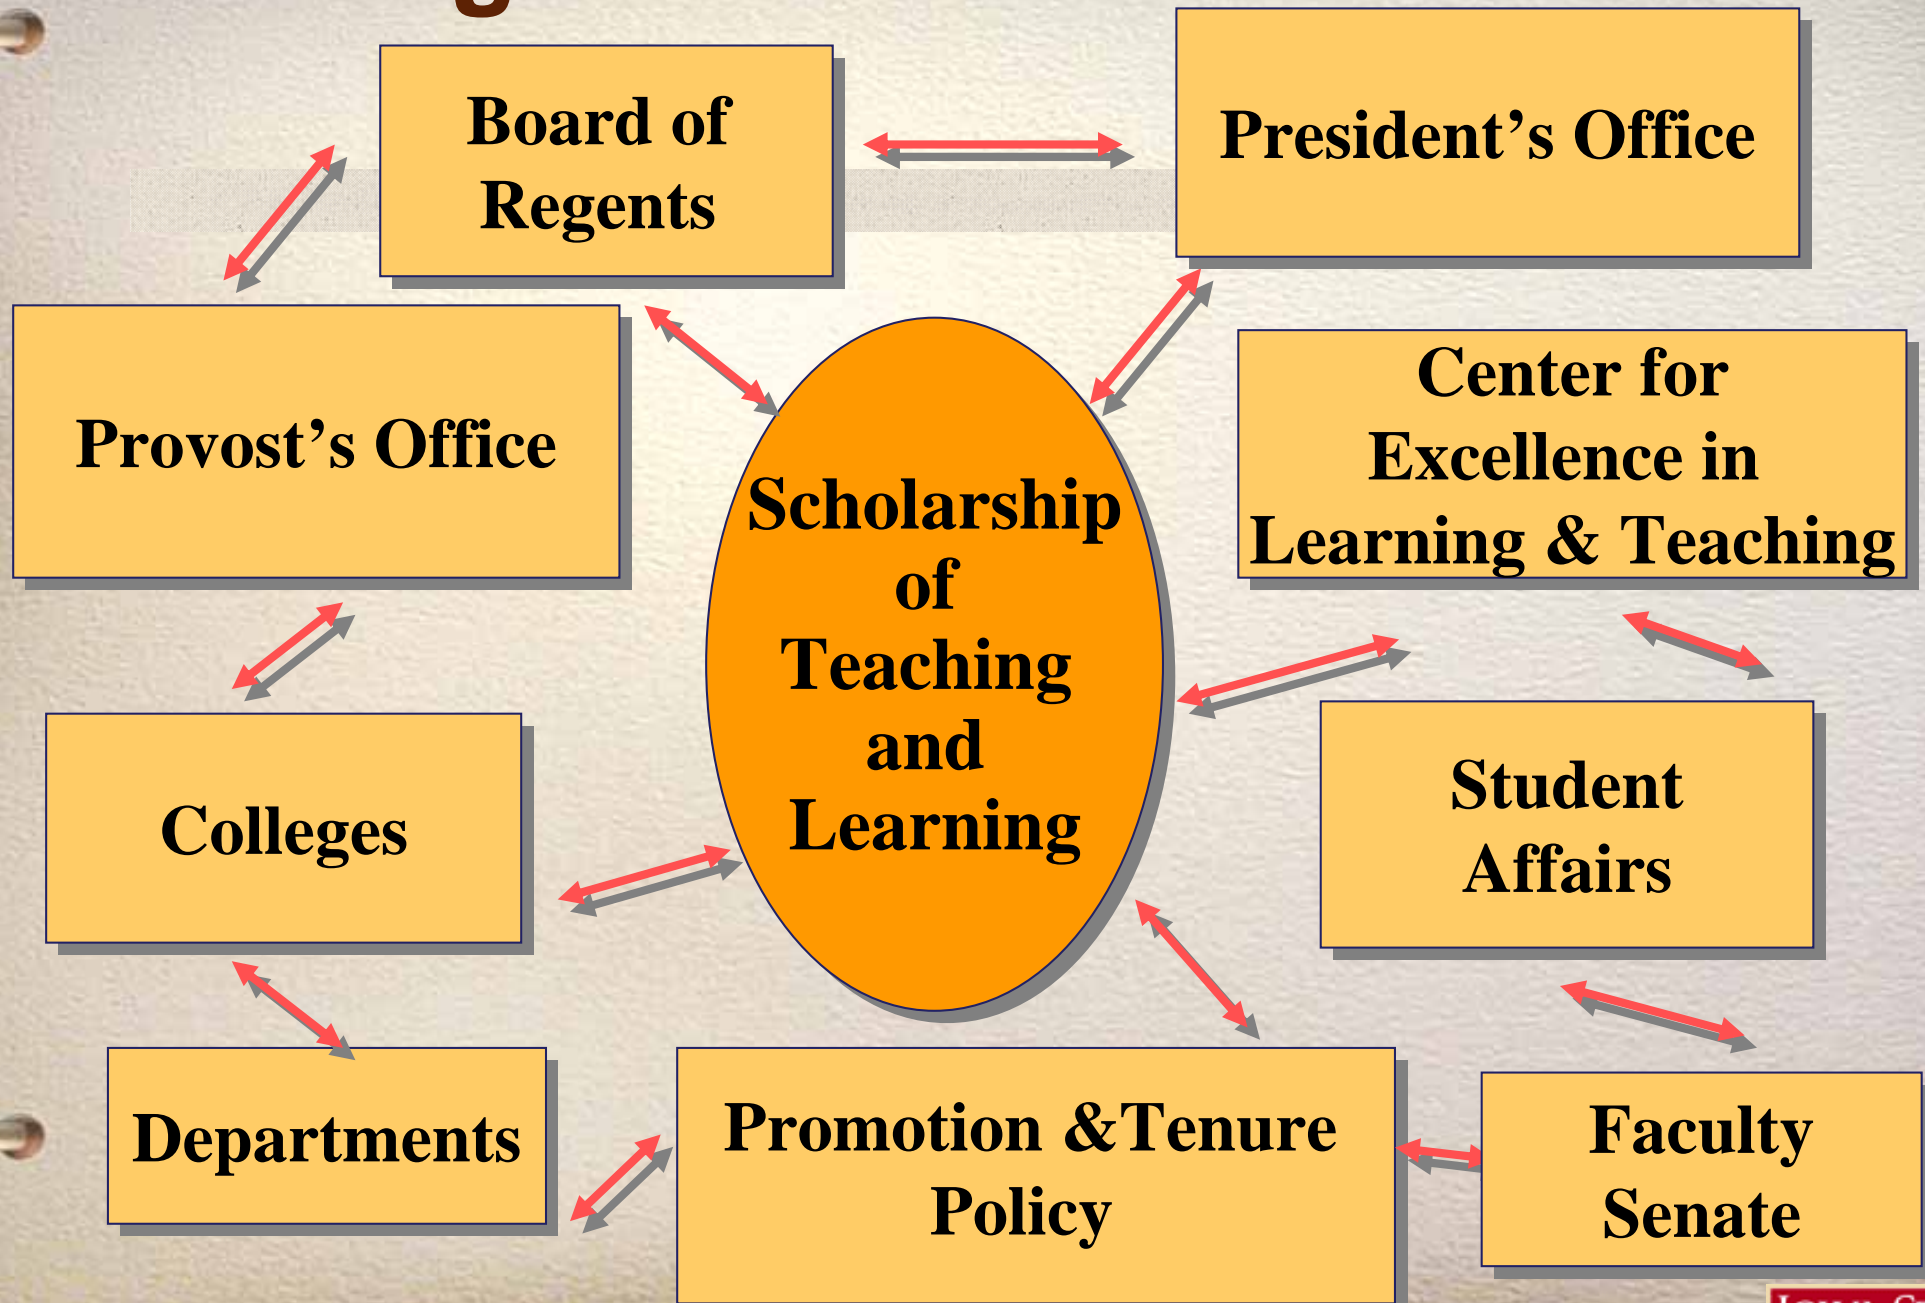 Board of
Regents
President’s Office
Provost’s Office
Center for
Excellence in
Learning & Teaching
Scholarship
of
Teaching
and
Learning
Colleges
Student
Affairs
Departments
Promotion &Tenure
Policy
Faculty
Senate